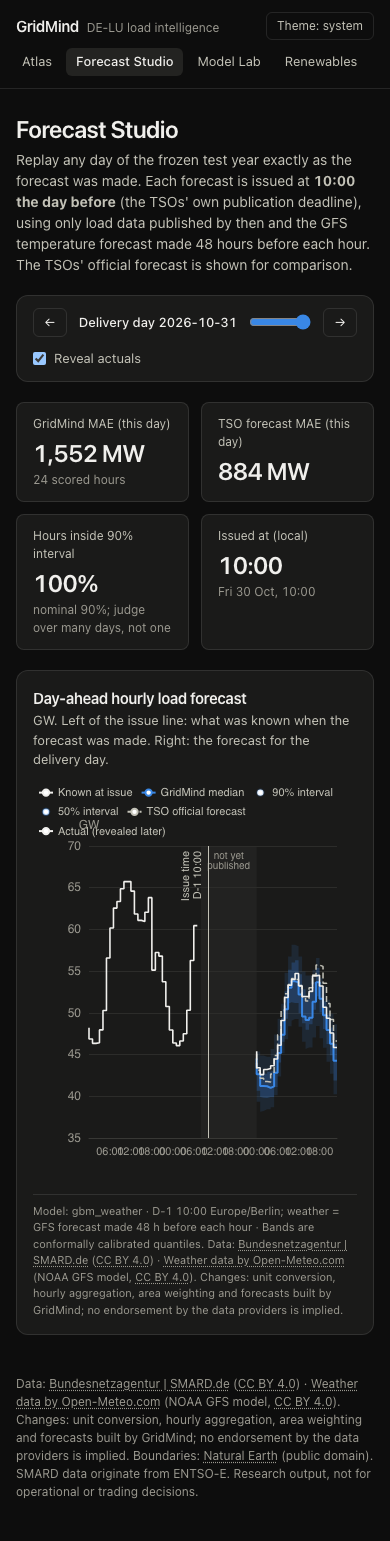 GridMind DE-LU load intelligence
Theme: system
Atlas Forecast Studio Model Lab Renewables
Forecast Studio
Replay any day of the frozen test year exactly as the
forecast was made. Each forecast is issued at 10:00
the day before (the TSOs' own publication deadline),
using only load data published by then and the GFS
temperature forecast made 48 hours before each hour.
The TSOs' official forecast is shown for comparison.
← Delivery day 2026-10-31 →
Reveal actuals
GridMind MAE (this day)
1,552 MW
24 scored hours
TSO forecast MAE (this
day)
884 MW
Hours inside 90%
interval
100%
nominal 90%; judge
over many days, not one
Issued at (local)
10:00
Fri 30 Oct, 10:00
Day-ahead hourly load forecast
GW. Left of the issue line: what was known when the
forecast was made. Right: the forecast for the
delivery day.
Known at issue GridMind median 90% interval
50% interval TSO official forecast
Actual (revealed later)
GW
70
65
60
55
50
45
40
35
Issue time
D-1 10:00
not yet
published
06:00 12:00 18:00 00:00 06:00 12:00 18:00 00:00 06:00 12:00 18:00
Model: gbm_weather · D-1 10:00 Europe/Berlin; weather =
GFS forecast made 48 h before each hour · Bands are
conformally calibrated quantiles. Data: Bundesnetzagentur |
SMARD.de (CC BY 4.0) · Weather data by Open-Meteo.com
(NOAA GFS model, CC BY 4.0). Changes: unit conversion,
hourly aggregation, area weighting and forecasts built by
GridMind; no endorsement by the data providers is implied.
Data: Bundesnetzagentur | SMARD.de (CC BY 4.0) · Weather
data by Open-Meteo.com (NOAA GFS model, CC BY 4.0).
Changes: unit conversion, hourly aggregation, area weighting
and forecasts built by GridMind; no endorsement by the data
providers is implied. Boundaries: Natural Earth (public domain).
SMARD data originate from ENTSO-E. Research output, not for
operational or trading decisions.